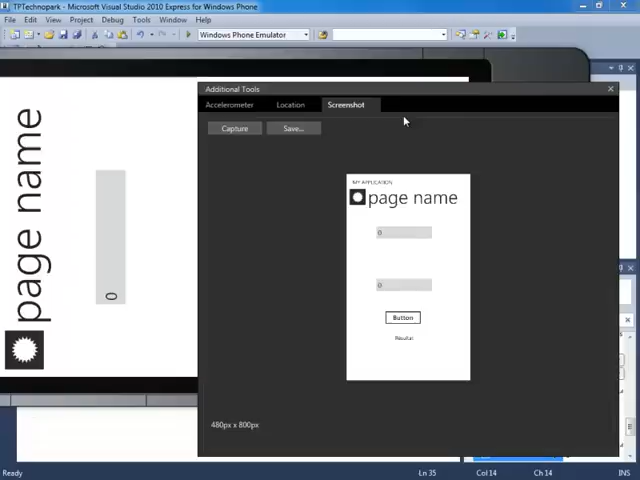 TPTechnopark - Microsoft Visual Studio 2010 Express for Windows Phone
File Edit View Project Debug Tools Window Help
Windows Phone Emulator
Additional Tools
Accelerometer Location Screenshot
Capture Save...
MY APPLICATION
page name
0
0
Button
Résultat
480px x 800px
page name
0
Ready Ln 35 Col 14 Ch 14 INS